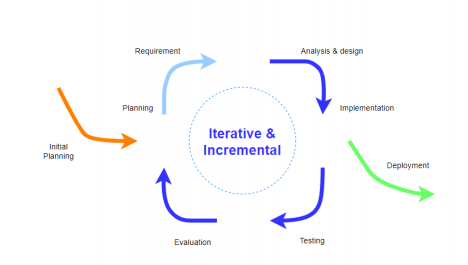 Requirement
Analysis & design
Planning
Implementation
Iterative &
Incremental
Initial
Planning
Deployment
Evaluation
Testing